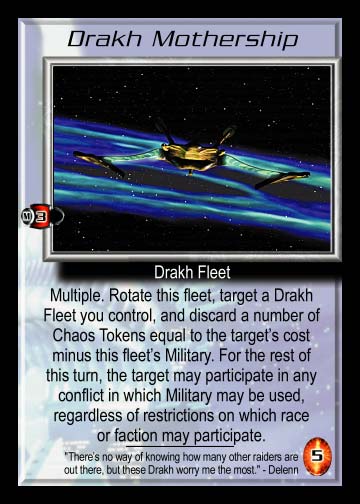 Drakh Mothership
M 3
Drakh Fleet
Multiple. Rotate this fleet, target a Drakh
Fleet you control, and discard a number of
Chaos Tokens equal to the target's cost
minus this fleet's Military. For the rest of
this turn, the target may participate in any
conflict in which Military may be used,
regardless of restrictions on which race
or faction may participate.
"There's no way of knowing how many other raiders are
out there, but these Drakh worry me the most." - Delenn
5